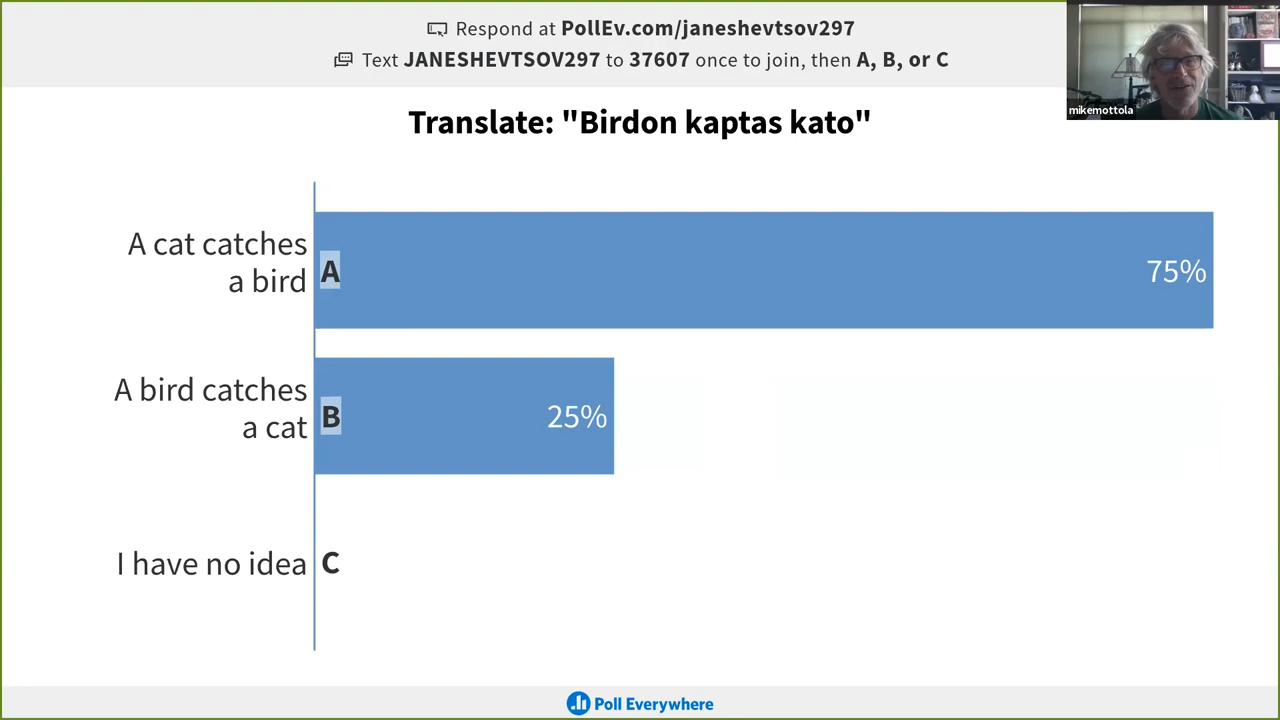 Respond at PollEv.com/janeshevtsov297
Text JANESHEVTSOV297 to 37607 once to join, then A, B, or C
mikemottola
Translate: "Birdon kaptas kato"
A cat catches
a bird
A
75%
A bird catches
a cat
B
25%
I have no idea
C
Poll Everywhere